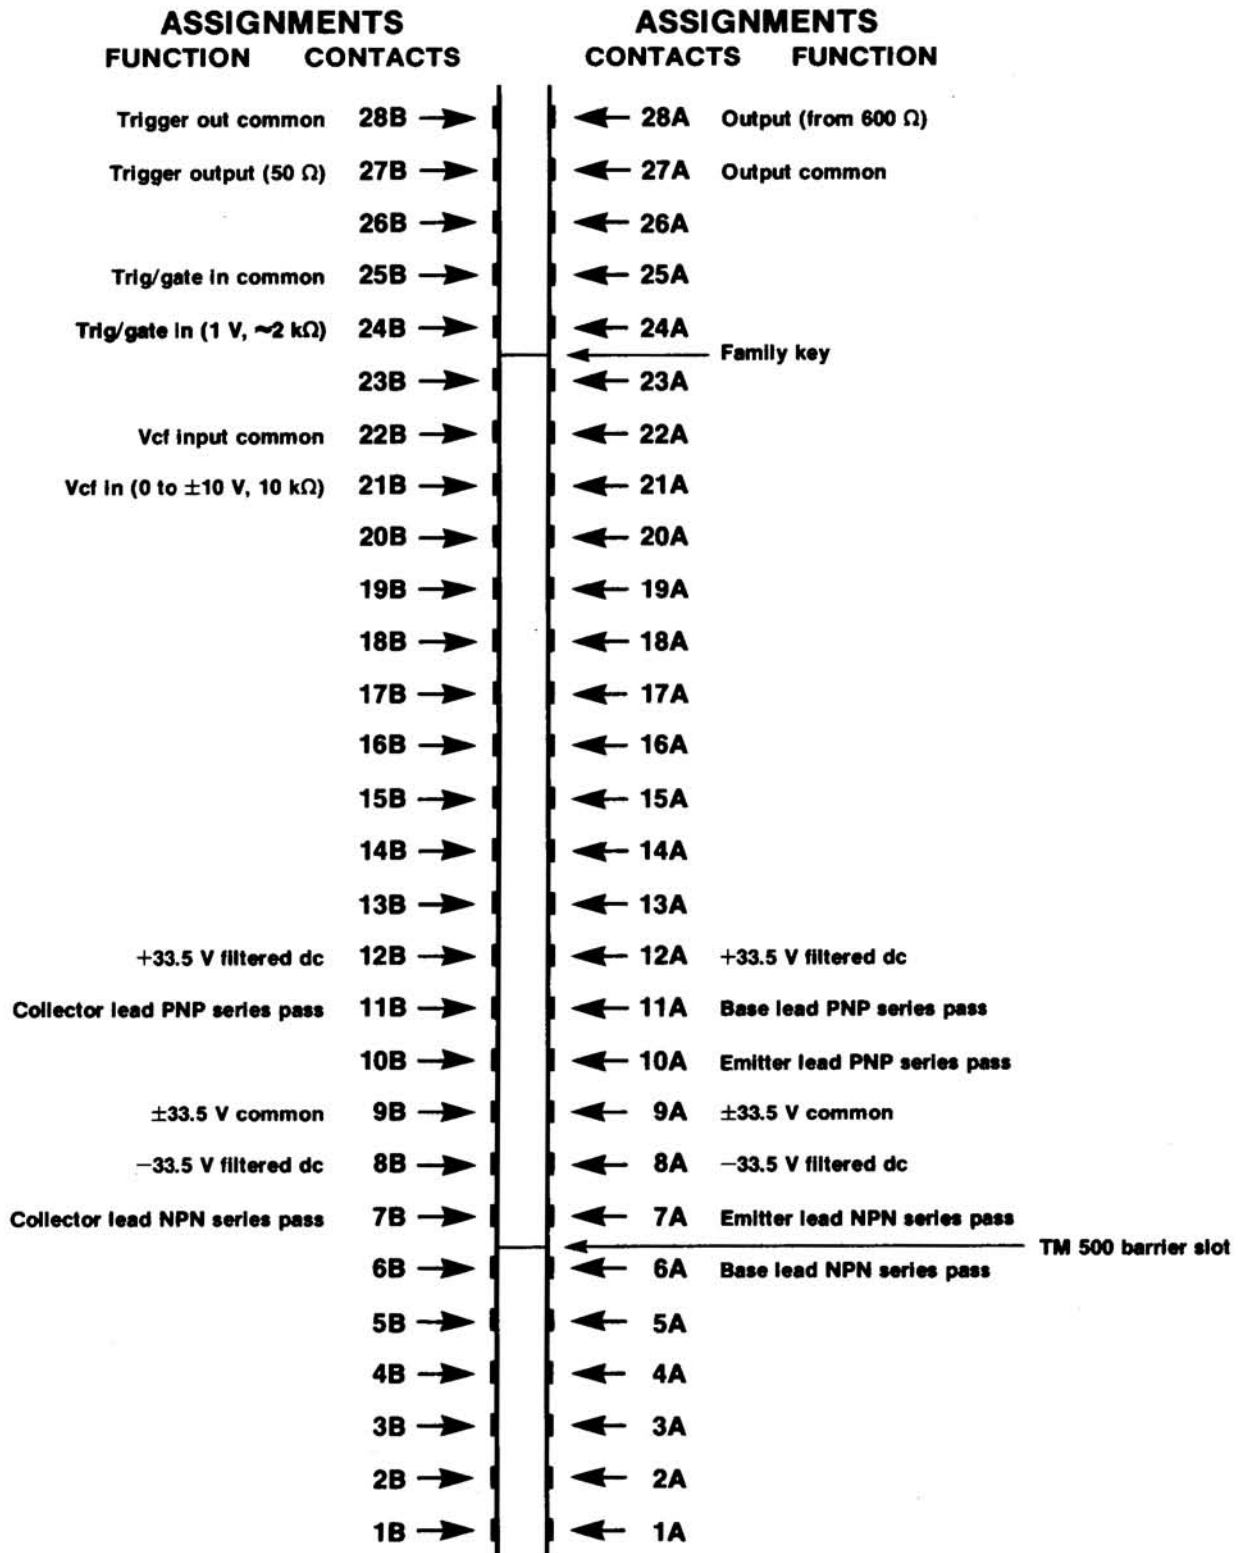 ASSIGNMENTS ASSIGNMENTS
FUNCTION CONTACTS CONTACTS FUNCTION
Trigger out common 28B 28A Output (from 600 Ω)
Trigger output (50 Ω) 27B 27A Output common
26B 26A
Trig/gate in common 25B 25A
Trig/gate in (1 V, ≈2 kΩ) 24B 24A
Family key
23B 23A
Vcf input common 22B 22A
Vcf in (0 to ±10 V, 10 kΩ) 21B 21A
20B 20A
19B 19A
18B 18A
17B 17A
16B 16A
15B 15A
14B 14A
13B 13A
+33.5 V filtered dc 12B 12A +33.5 V filtered dc
Collector lead PNP series pass 11B 11A Base lead PNP series pass
10B 10A Emitter lead PNP series pass
±33.5 V common 9B 9A ±33.5 V common
−33.5 V filtered dc 8B 8A −33.5 V filtered dc
Collector lead NPN series pass 7B 7A Emitter lead NPN series pass
TM 500 barrier slot
6B 6A Base lead NPN series pass
5B 5A
4B 4A
3B 3A
2B 2A
1B 1A